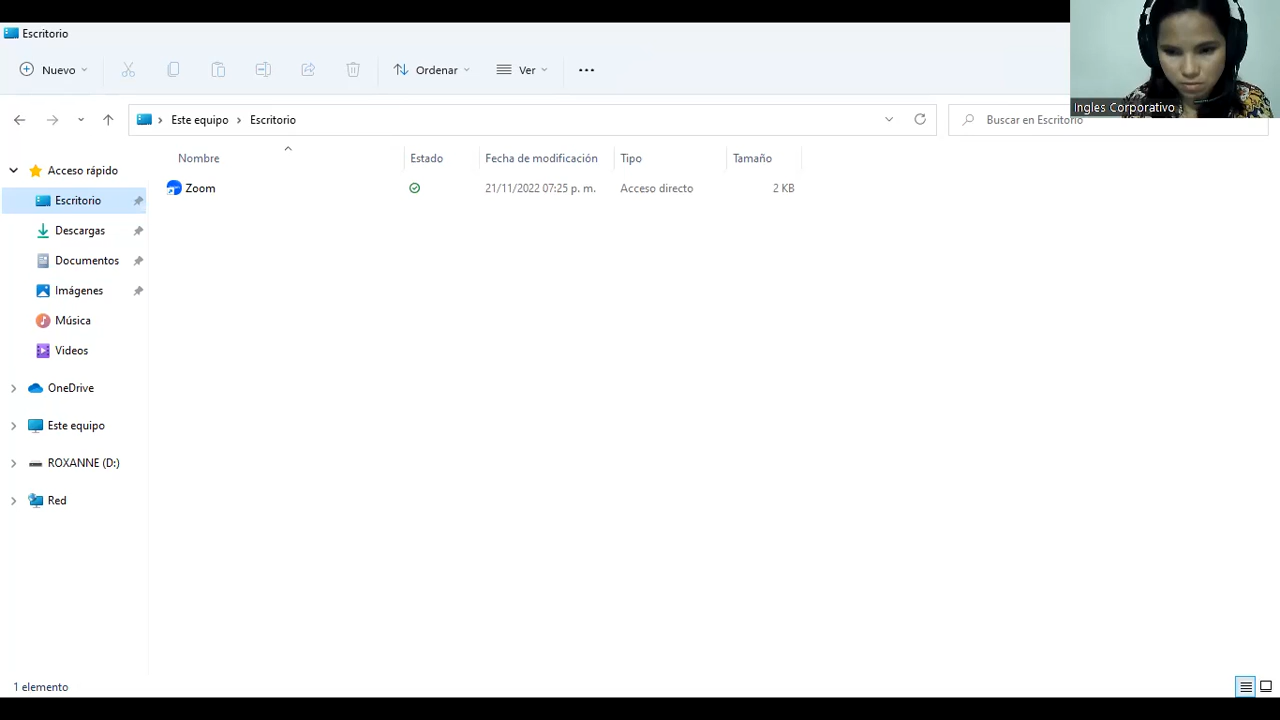 Escritorio
Nuevo
Ordenar
Ver
Ingles Corporativo
Este equipo
Escritorio
Buscar en Escritorio
Nombre
Estado
Fecha de modificación
Tipo
Tamaño
Zoom
21/11/2022 07:25 p. m.
Acceso directo
2 KB
Acceso rápido
Escritorio
Descargas
Documentos
Imágenes
Música
Videos
OneDrive
Este equipo
ROXANNE (D:)
Red
1 elemento